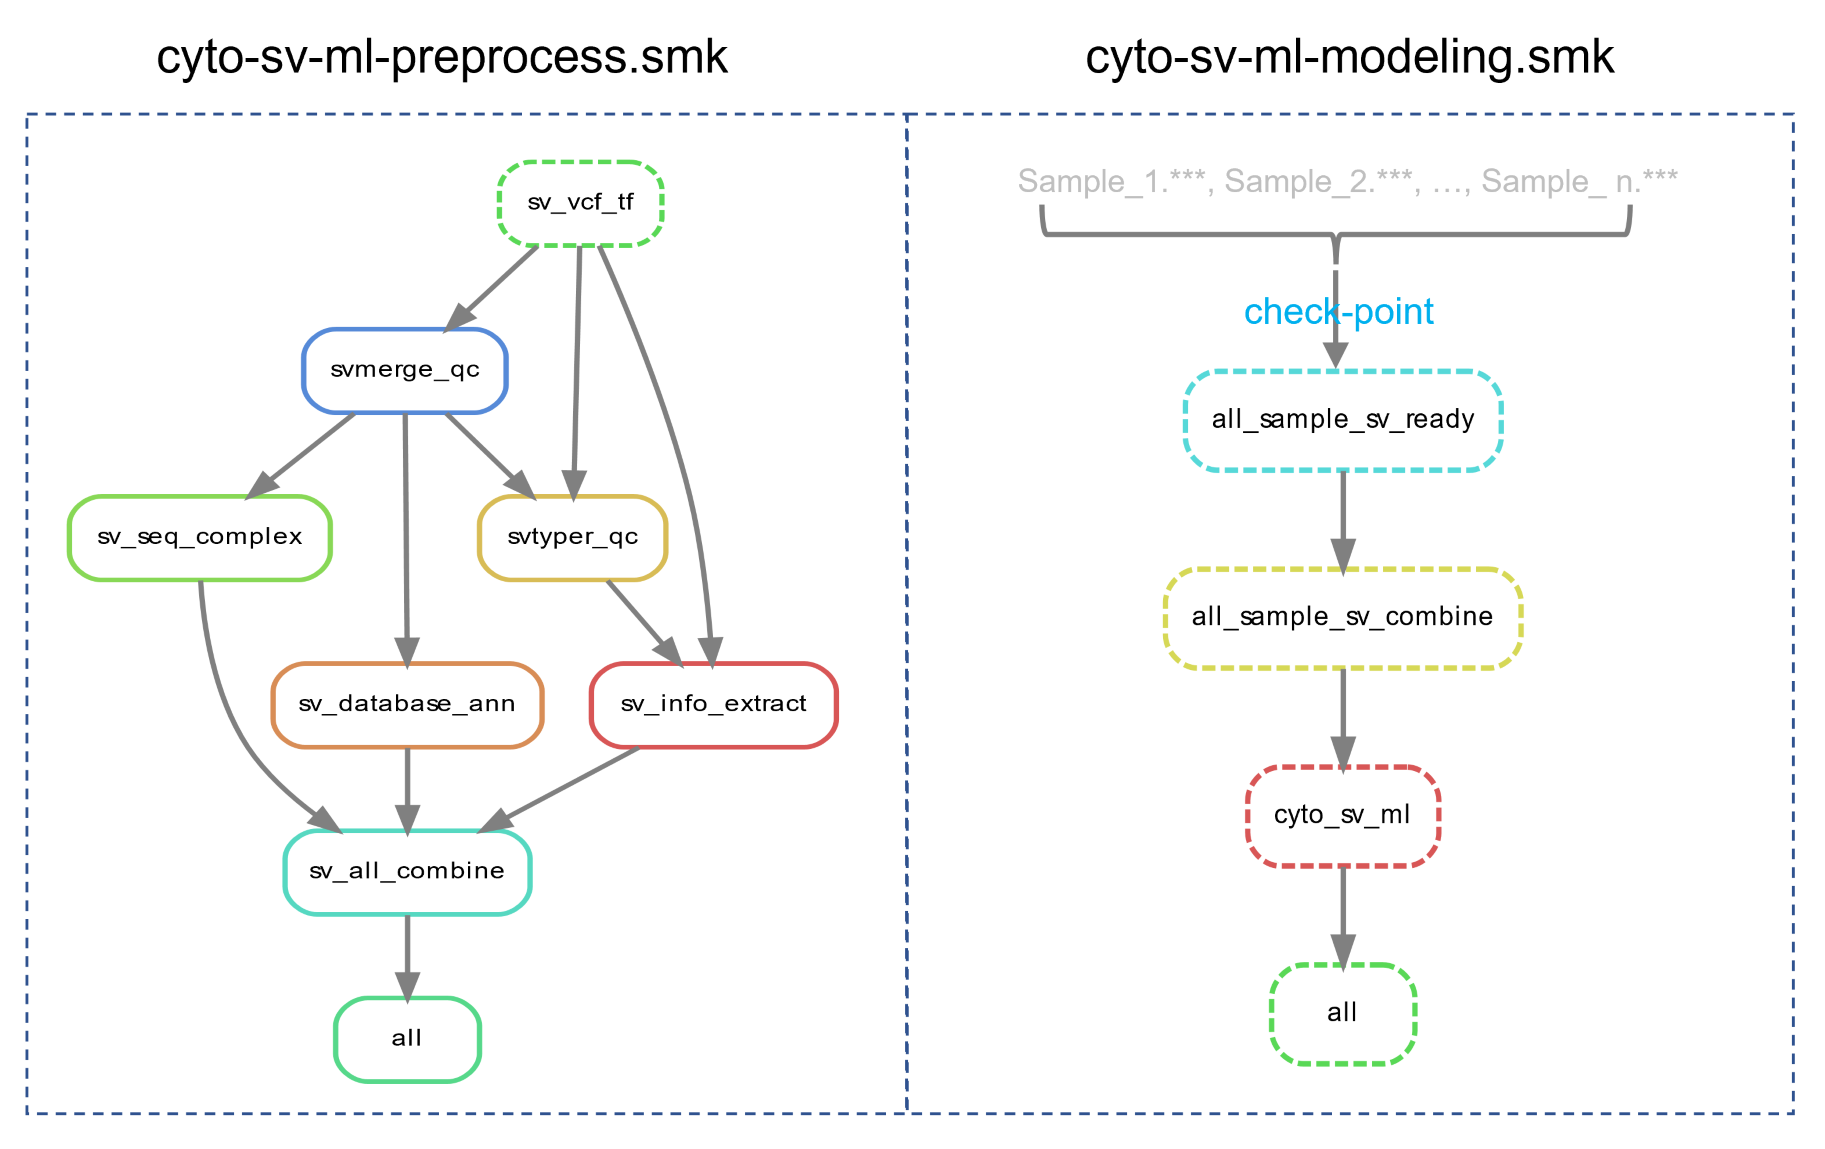 cyto-sv-ml-preprocess.smk
sv_vcf_tf
svmerge_qc
sv_seq_complex
svtyper_qc
sv_database_ann
sv_info_extract
sv_all_combine
all
cyto-sv-ml-modeling.smk
Sample_1.***, Sample_2.***, …, Sample_ n.***
check-point
all_sample_sv_ready
all_sample_sv_combine
cyto_sv_ml
all